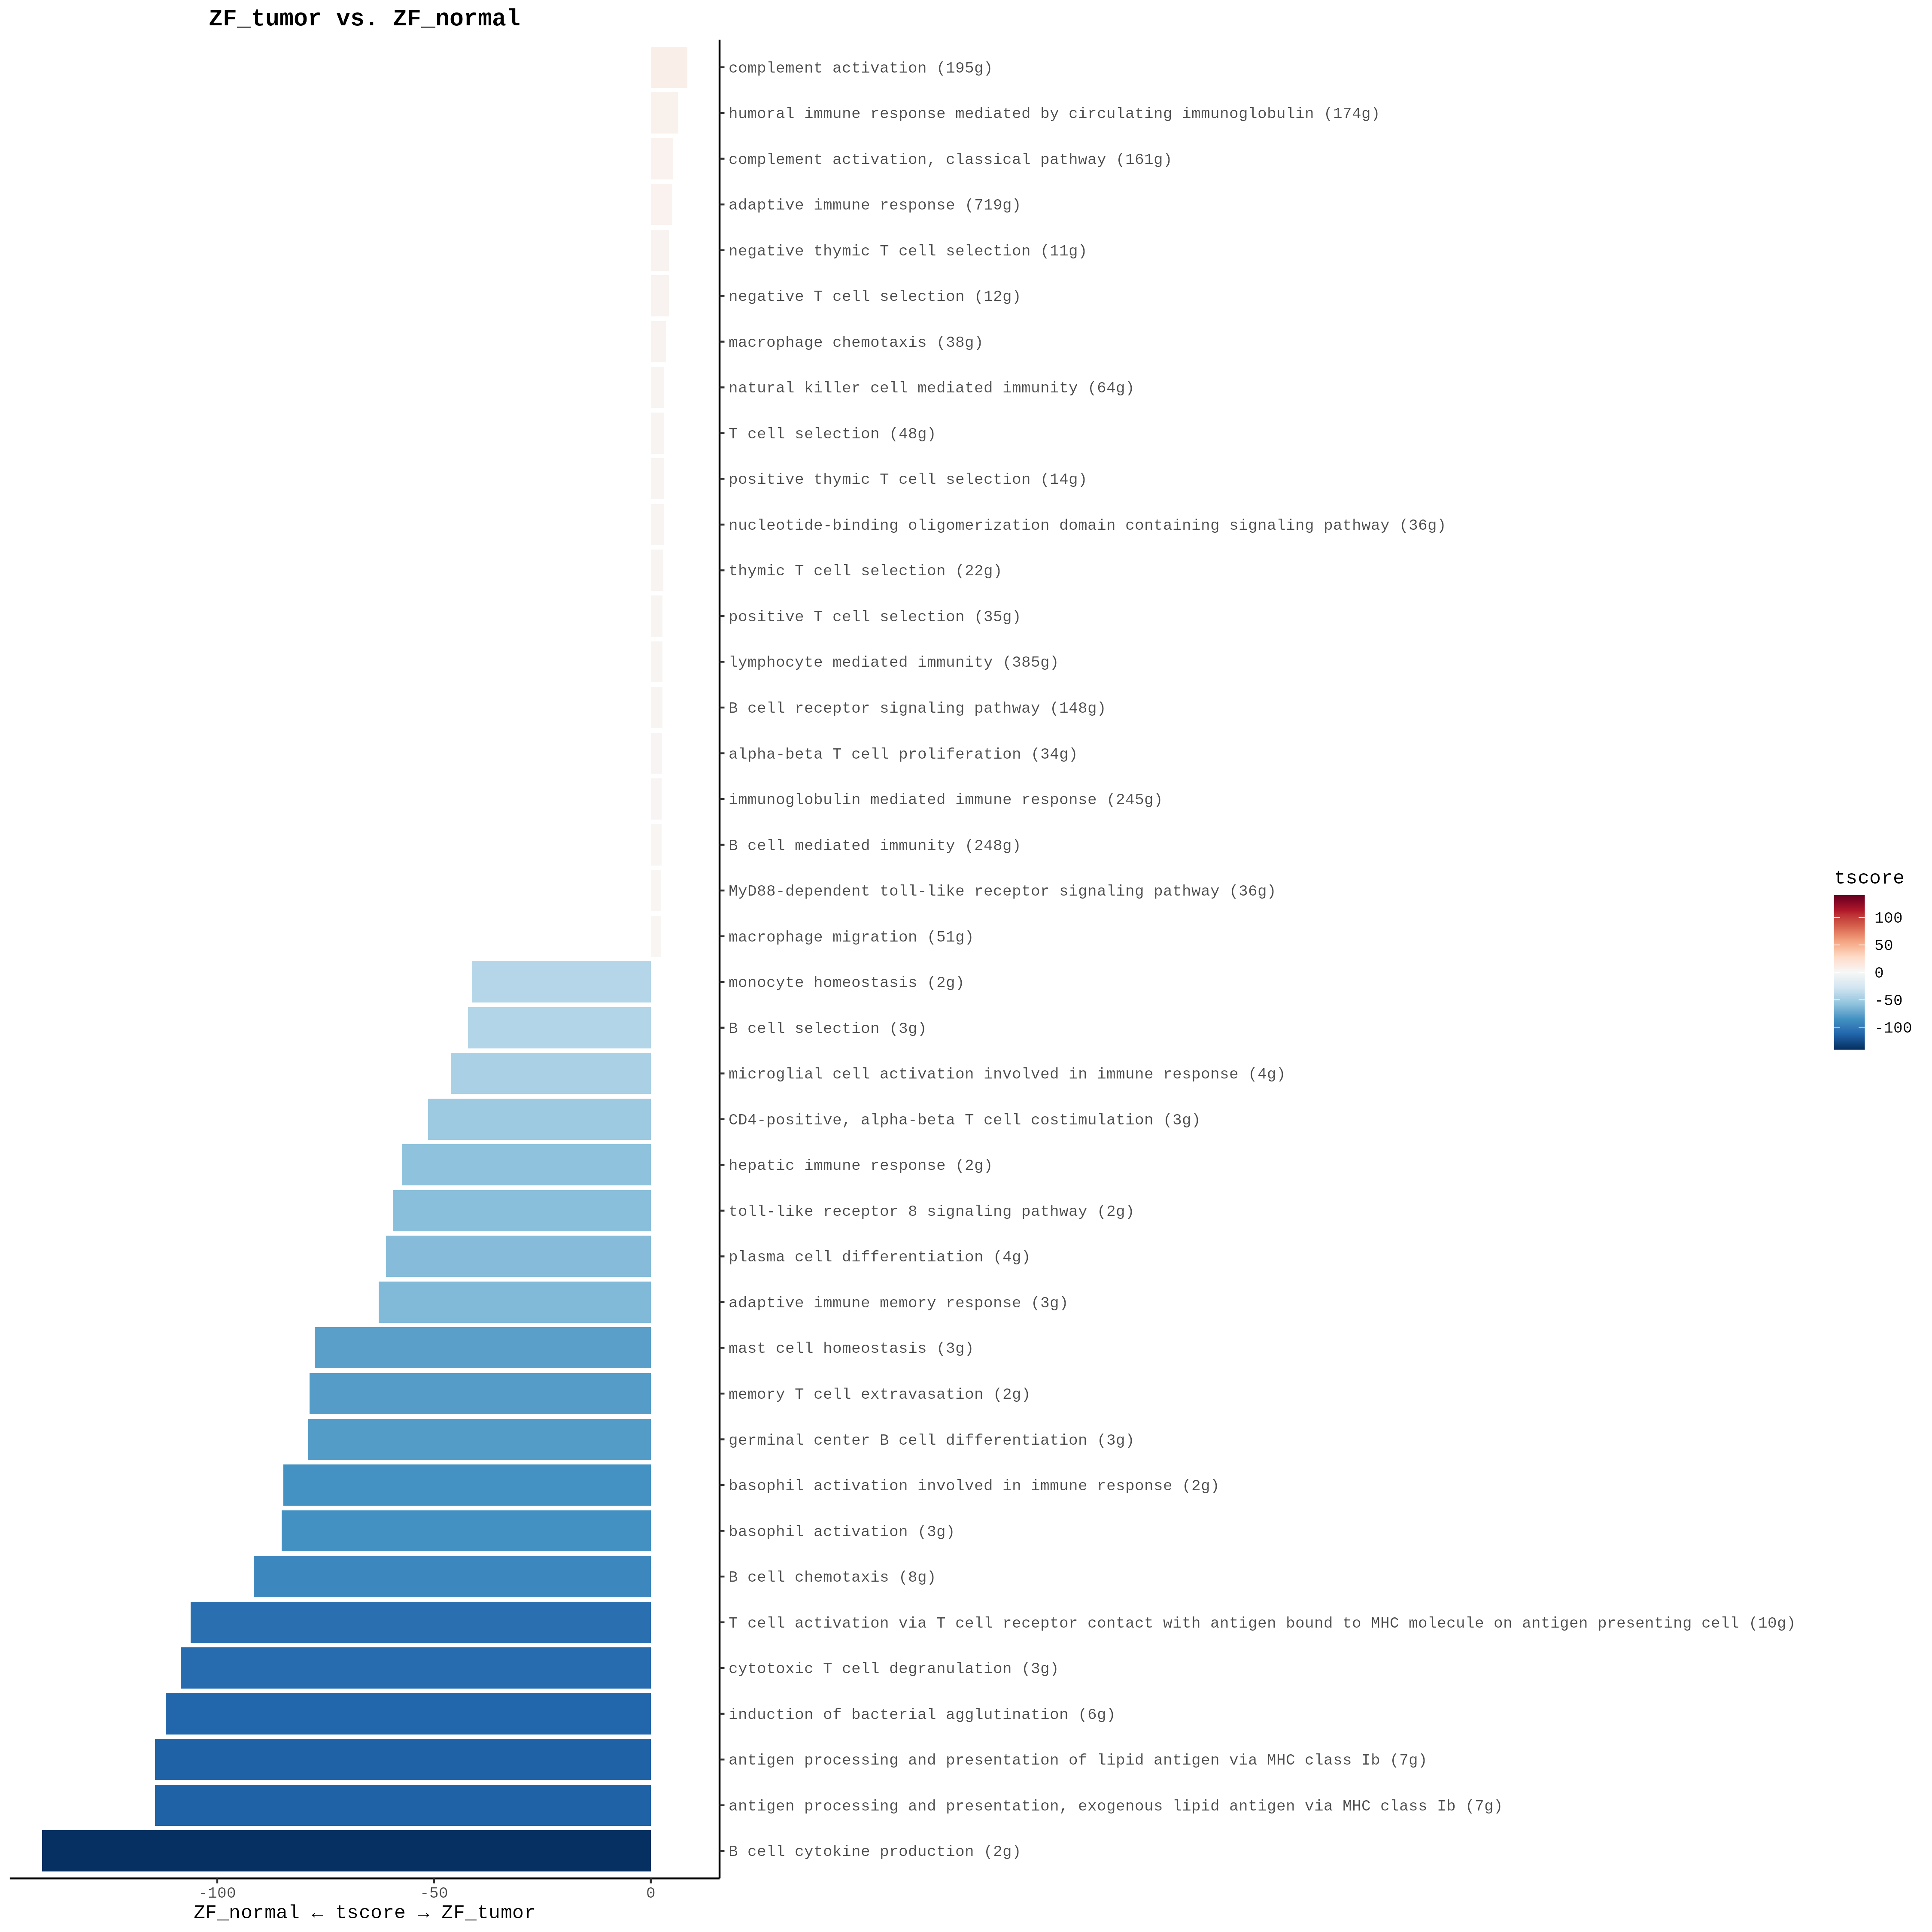 ZF_tumor vs. ZF_normal
complement activation (195g)
humoral immune response mediated by circulating immunoglobulin (174g)
complement activation, classical pathway (161g)
adaptive immune response (719g)
negative thymic T cell selection (11g)
negative T cell selection (12g)
macrophage chemotaxis (38g)
natural killer cell mediated immunity (64g)
T cell selection (48g)
positive thymic T cell selection (14g)
nucleotide-binding oligomerization domain containing signaling pathway (36g)
thymic T cell selection (22g)
positive T cell selection (35g)
lymphocyte mediated immunity (385g)
B cell receptor signaling pathway (148g)
alpha-beta T cell proliferation (34g)
immunoglobulin mediated immune response (245g)
B cell mediated immunity (248g)
MyD88-dependent toll-like receptor signaling pathway (36g)
macrophage migration (51g)
monocyte homeostasis (2g)
B cell selection (3g)
microglial cell activation involved in immune response (4g)
CD4-positive, alpha-beta T cell costimulation (3g)
hepatic immune response (2g)
toll-like receptor 8 signaling pathway (2g)
plasma cell differentiation (4g)
adaptive immune memory response (3g)
mast cell homeostasis (3g)
memory T cell extravasation (2g)
germinal center B cell differentiation (3g)
basophil activation involved in immune response (2g)
basophil activation (3g)
B cell chemotaxis (8g)
T cell activation via T cell receptor contact with antigen bound to MHC molecule on antigen presenting cell (10g)
cytotoxic T cell degranulation (3g)
induction of bacterial agglutination (6g)
antigen processing and presentation of lipid antigen via MHC class Ib (7g)
antigen processing and presentation, exogenous lipid antigen via MHC class Ib (7g)
B cell cytokine production (2g)
-100 -50 0
ZF_normal ← tscore → ZF_tumor
tscore
100
50
0
-50
-100